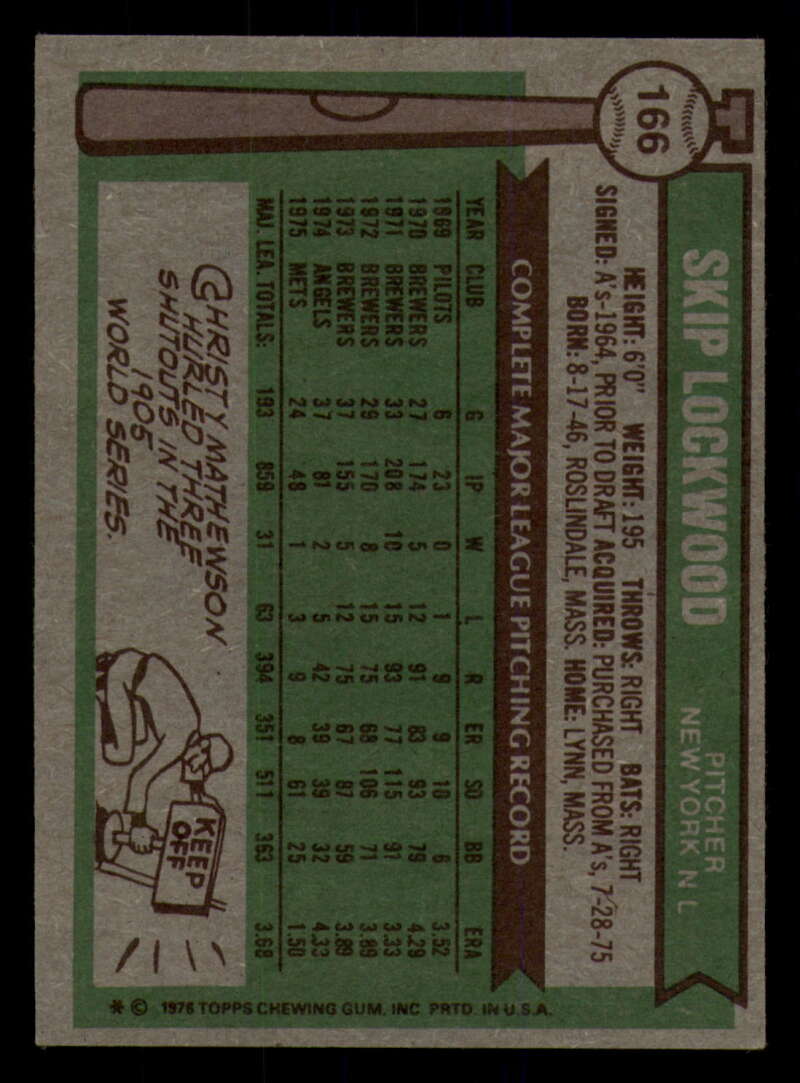 166
SKIP LOCKWOOD
PITCHER
NEW YORK N L
HEIGHT: 6'0" WEIGHT: 195 THROWS: RIGHT BATS: RIGHT
SIGNED: A's-1964, PRIOR TO DRAFT ACQUIRED: PURCHASED FROM A's, 7-28-75
BORN: 8-17-46, ROSLINDALE, MASS. HOME: LYNN, MASS.
COMPLETE MAJOR LEAGUE PITCHING RECORD
YEAR CLUB G IP W L R ER SO BB ERA
1969 PILOTS 6 23 0 1 9 9 10 6 3.52
1970 BREWERS 27 174 5 12 91 83 93 79 4.29
1971 BREWERS 33 208 10 15 93 77 115 91 3.33
1972 BREWERS 29 170 8 15 75 68 106 71 3.60
1973 BREWERS 37 155 5 12 75 67 87 59 3.89
1974 ANGELS 37 81 2 5 42 39 39 32 4.33
1975 METS 24 48 1 3 9 8 61 25 1.50
MAJ. LEA. TOTALS: 193 859 31 63 394 351 511 363 3.68
CHRISTY MATHEWSON
HURLED THREE
SHUTOUTS IN THE
1905
WORLD SERIES.
KEEP
OFF
* © 1976 TOPPS CHEWING GUM. INC PRTD. IN U.S.A.